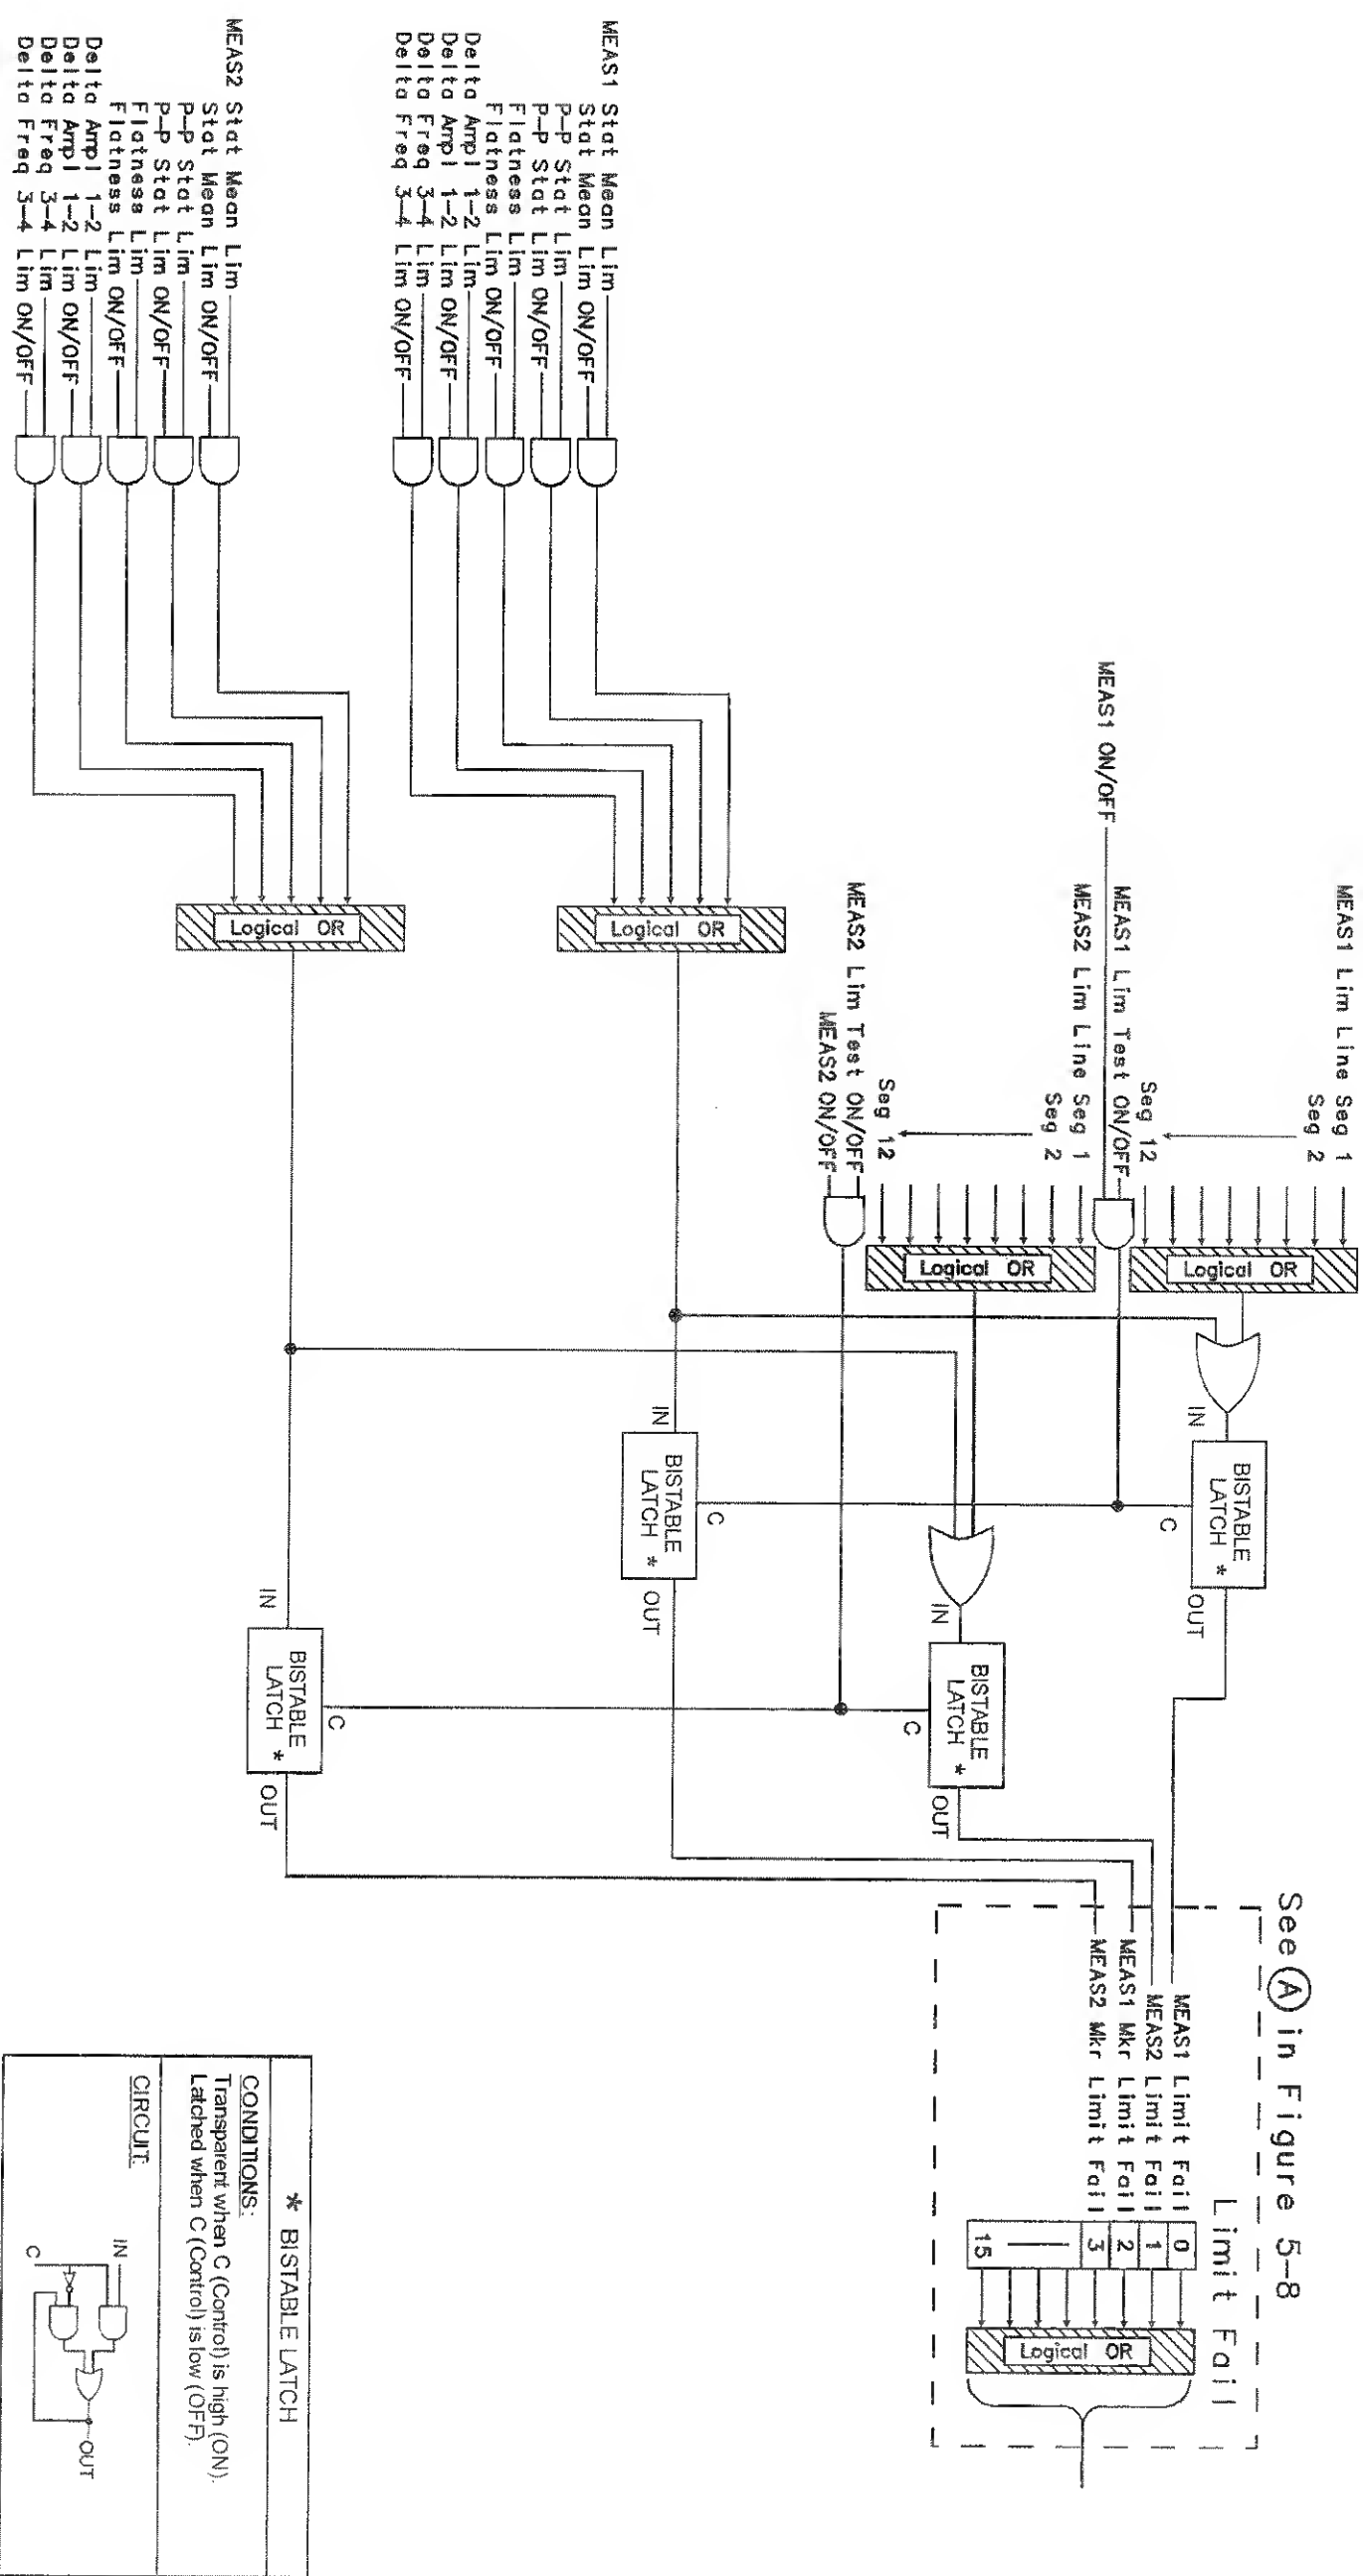 See A in Figure 5-8
Limit Fail
MEAS1 Lim Line Seg 1
Seg 2
Seg 12
MEAS1 Lim Test ON/OFF
MEAS1 ON/OFF
MEAS2 Lim Line Seg 1
Seg 2
Seg 12
MEAS2 Lim Test ON/OFF
MEAS2 ON/OFF
Logical OR
Logical OR
IN
BISTABLE
LATCH *
C
OUT
IN
BISTABLE
LATCH *
C
OUT
MEAS1 Limit Fail
MEAS2 Limit Fail
MEAS1 Mkr Limit Fail
MEAS2 Mkr Limit Fail
0
1
2
3
15
Logical OR
MEAS1 Stat Mean Lim
Stat Mean Lim ON/OFF
P-P Stat Lim
P-P Stat Lim ON/OFF
Flatness Lim
Flatness Lim ON/OFF
Delta Ampl 1-2 Lim
Delta Ampl 1-2 Lim ON/OFF
Delta Freq 3-4 Lim
Delta Freq 3-4 Lim ON/OFF
Logical OR
IN
BISTABLE
LATCH *
C
OUT
MEAS2 Stat Mean Lim
Stat Mean Lim ON/OFF
P-P Stat Lim
P-P Stat Lim ON/OFF
Flatness Lim
Flatness Lim ON/OFF
Delta Ampl 1-2 Lim
Delta Ampl 1-2 Lim ON/OFF
Delta Freq 3-4 Lim
Delta Freq 3-4 Lim ON/OFF
Logical OR
IN
BISTABLE
LATCH *
C
OUT
* BISTABLE LATCH
CONDITIONS:
Transparent when C (Control) is high (ON).
Latched when C (Control) is low (OFF).
CIRCUIT:
IN
C
OUT